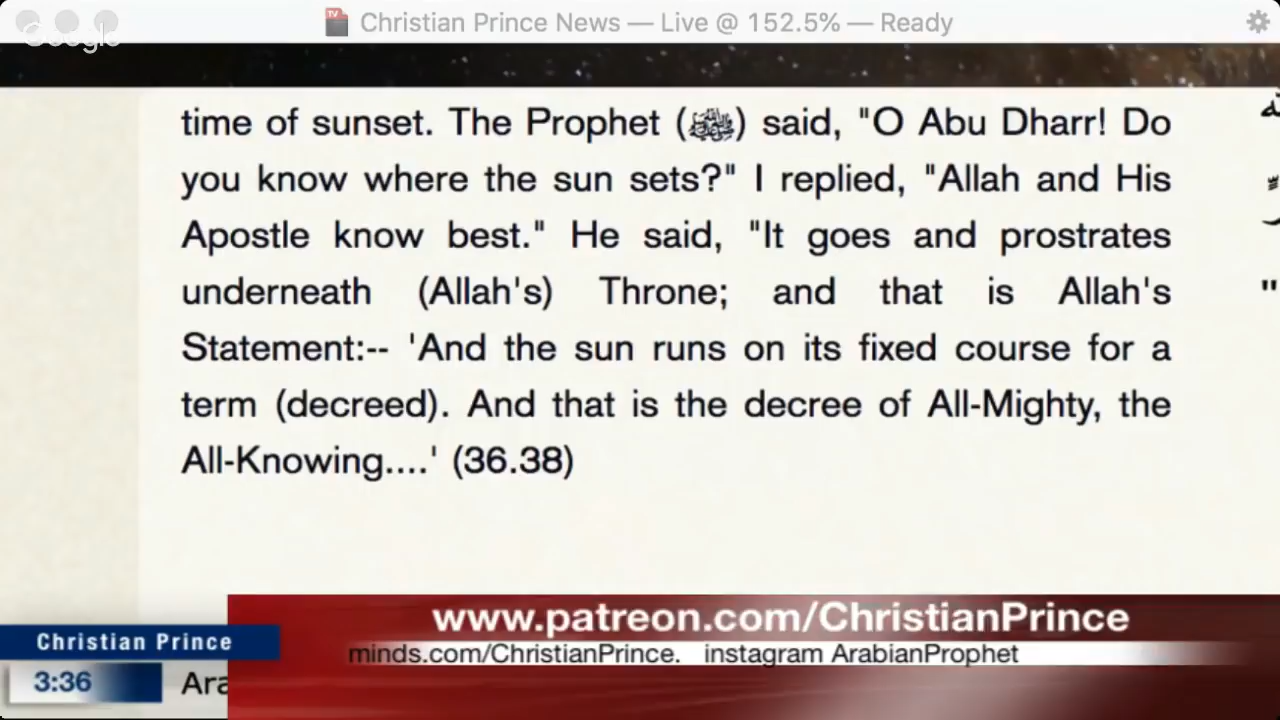 Christian Prince News — Live @ 152.5% — Ready
Google
time of sunset. The Prophet (ﷺ) said, "O Abu Dharr! Do
you know where the sun sets?" I replied, "Allah and His
Apostle know best." He said, "It goes and prostrates
underneath (Allah's) Throne; and that is Allah's
Statement:-- 'And the sun runs on its fixed course for a
term (decreed). And that is the decree of All-Mighty, the
All-Knowing....' (36.38)
www.patreon.com/ChristianPrince
Christian Prince
minds.com/ChristianPrince. instagram ArabianProphet
3:36
Ara